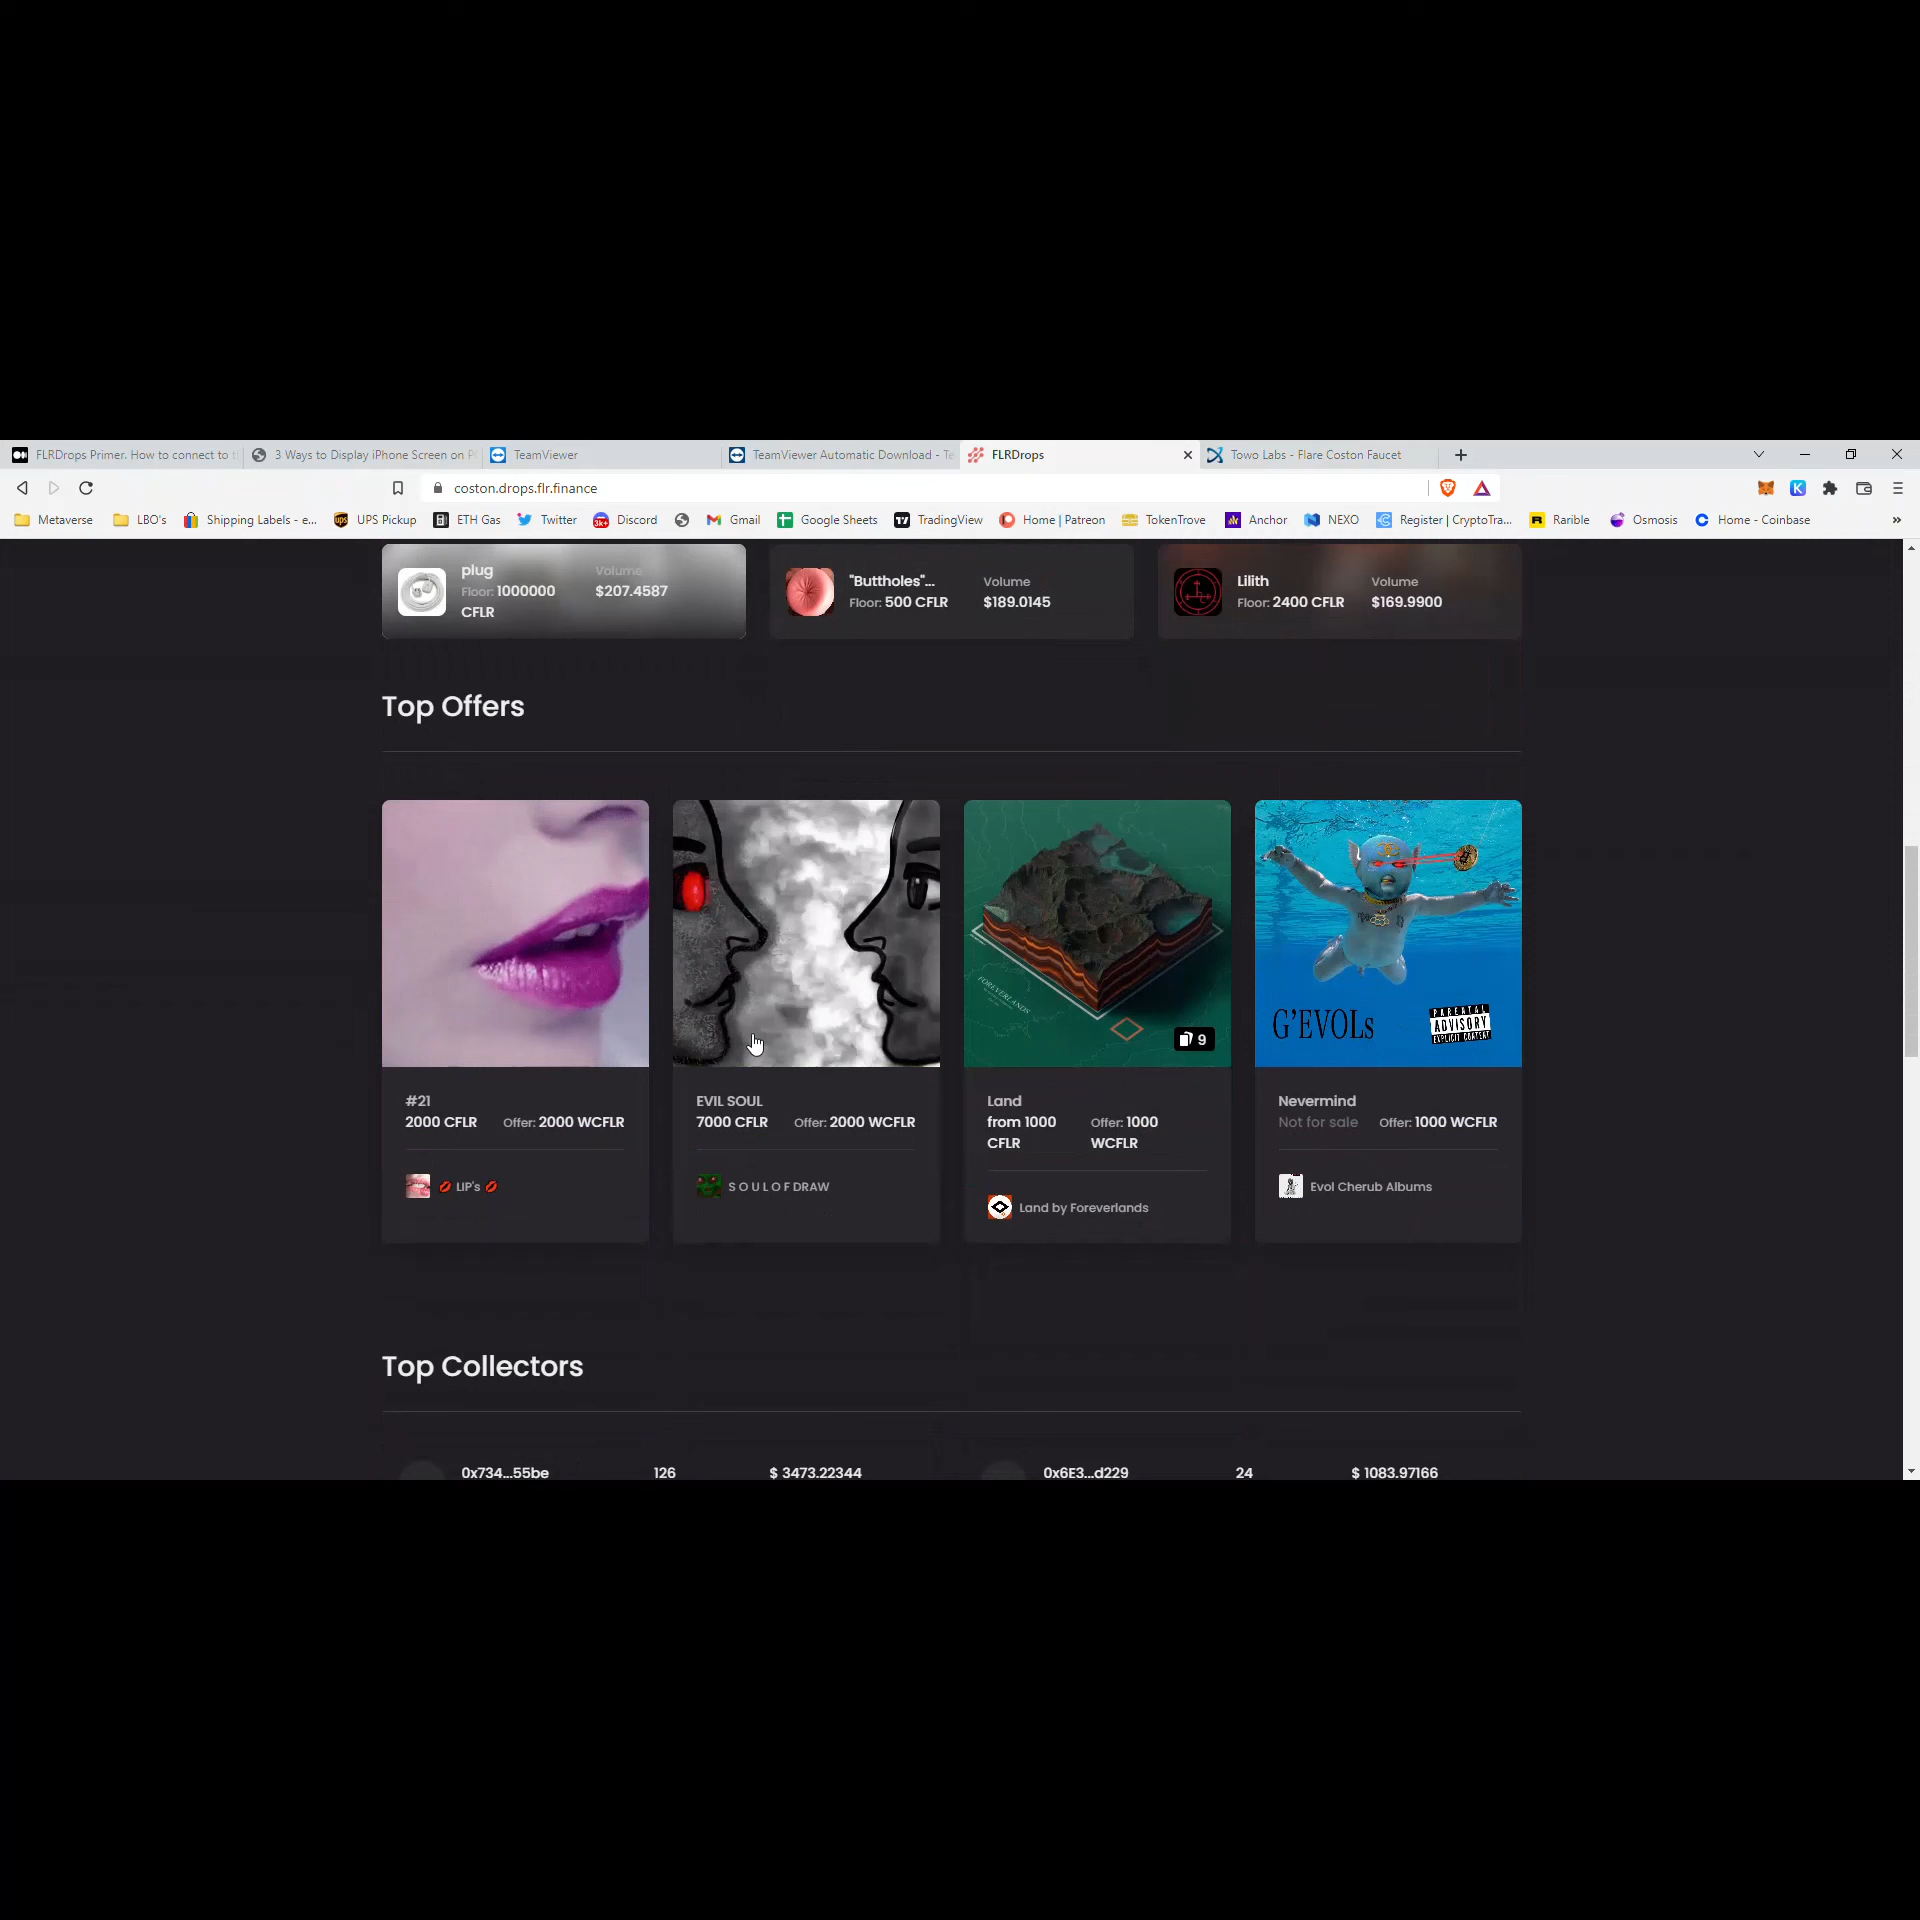 FLRDrops Primer. How to connect to t
3 Ways to Display iPhone Screen on P
TeamViewer
TeamViewer Automatic Download - Te
FLRDrops
Towo Labs - Flare Coston Faucet
coston.drops.flr.finance
Metaverse
LBO's
Shipping Labels - e...
UPS Pickup
ETH Gas
Twitter
3k+
Discord
Gmail
Google Sheets
TradingView
Home | Patreon
TokenTrove
Anchor
NEXO
Register | CryptoTra...
Rarible
Osmosis
Home - Coinbase
plug
Floor: 1000000
CFLR
Volume
$207.4587
"Buttholes"...
Floor: 500 CFLR
Volume
$189.0145
Lilith
Floor: 2400 CFLR
Volume
$169.9900
Top Offers
FOREVERLANDS
9
G'EVOLs
PARENTAL
ADVISORY
EXPLICIT CONTENT
#21
2000 CFLR
Offer: 2000 WCFLR
LIP's
EVIL SOUL
7000 CFLR
Offer: 2000 WCFLR
S O U L O F DRAW
Land
from 1000
CFLR
Offer: 1000
WCFLR
Land by Foreverlands
Nevermind
Not for sale
Offer: 1000 WCFLR
Evol Cherub Albums
Top Collectors
0x734...55be
126
$ 3473.22344
0x6E3...d229
24
$ 1083.97166